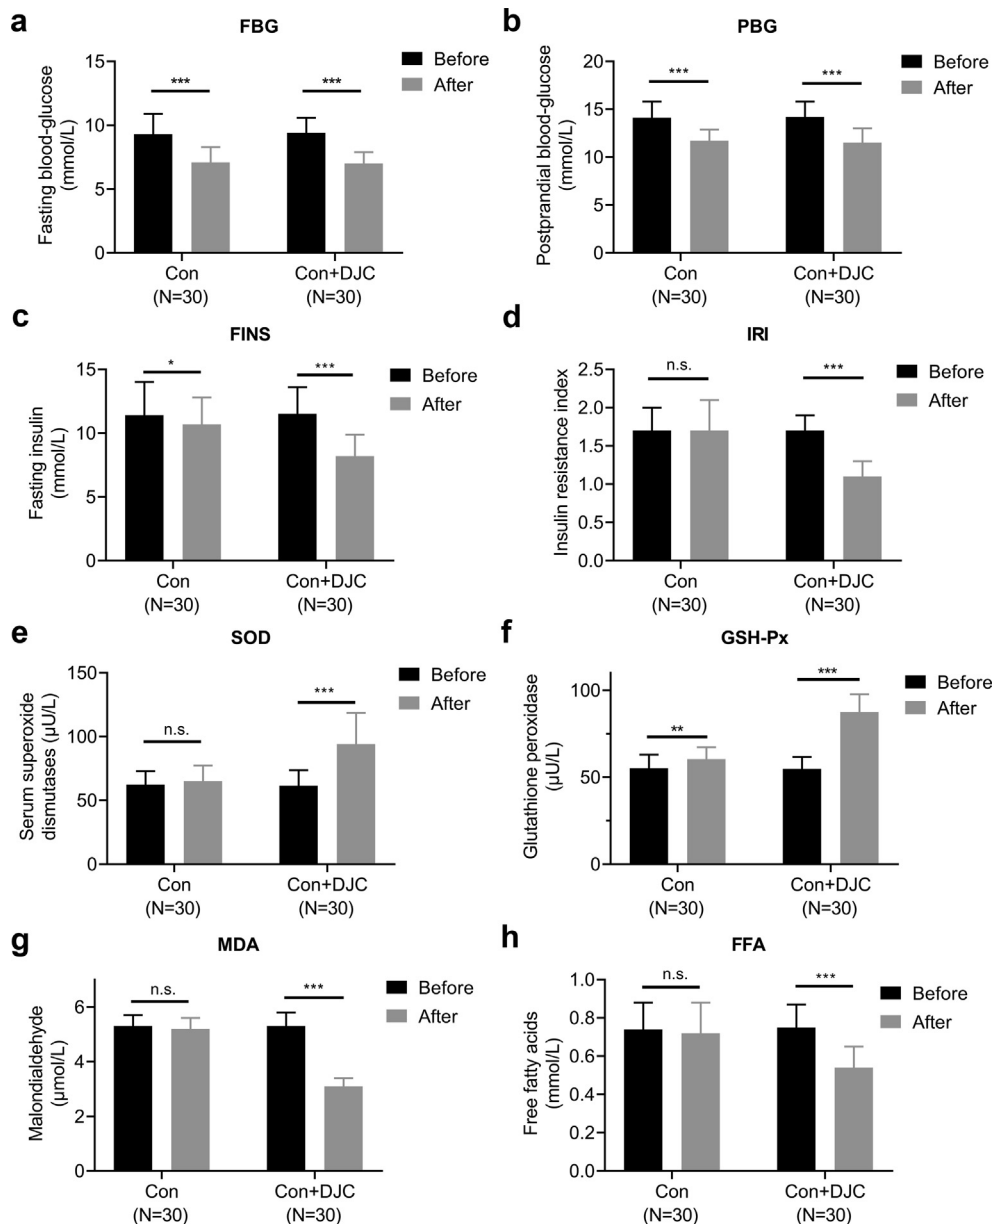 a
FBG
Fasting blood-glucose
(mmol/L)
15
10
5
0
***
***
Before
After
Con
(N=30)
Con+DJC
(N=30)
b
PBG
Postprandial blood-glucose
(mmol/L)
20
15
10
5
0
***
***
Before
After
Con
(N=30)
Con+DJC
(N=30)
c
FINS
Fasting insulin
(mmol/L)
15
10
5
0
*
***
Before
After
Con
(N=30)
Con+DJC
(N=30)
d
IRI
Insulin resistance index
2.5
2.0
1.5
1.0
0.5
0.0
n.s.
***
Before
After
Con
(N=30)
Con+DJC
(N=30)
e
SOD
Serum superoxide
dismutases (μU/L)
150
100
50
0
n.s.
***
Before
After
Con
(N=30)
Con+DJC
(N=30)
f
GSH-Px
Glutathione peroxidase
(μU/L)
100
50
0
**
***
Before
After
Con
(N=30)
Con+DJC
(N=30)
g
MDA
Malondialdehyde
(μmol/L)
6
4
2
0
n.s.
***
Before
After
Con
(N=30)
Con+DJC
(N=30)
h
FFA
Free fatty acids
(mmol/L)
1.0
0.8
0.6
0.4
0.2
0.0
n.s.
***
Before
After
Con
(N=30)
Con+DJC
(N=30)